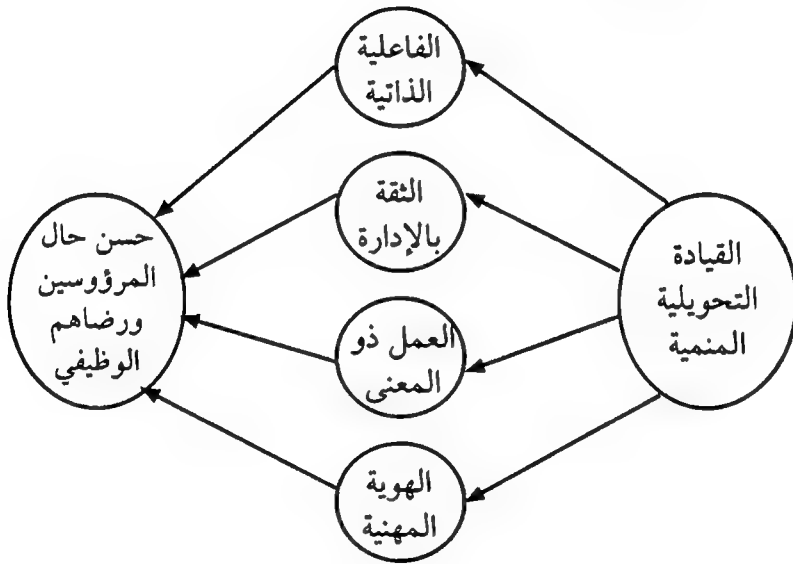 الفاعلية
الذاتية
القيادة
التحويلية
المنمية
الثقة
بالإدارة
العمل ذو
المعنى
الهوية
المهنية
حسن حال
المرؤوسين
ورضاهم
الوظيفي